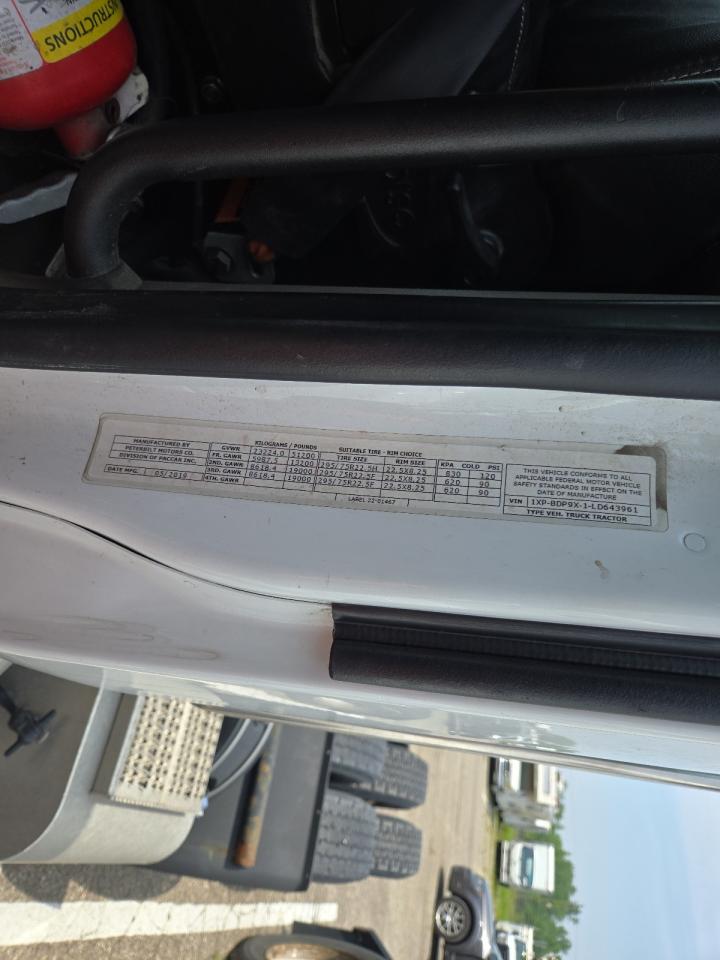 INSTRUCTIONS
MANUFACTURED BY
PETERBILT MOTORS CO.
DIVISION OF PACCAR INC.
DATE MFG. 05/2019
KILOGRAMS / POUNDS SUITABLE TIRE - RIM CHOICE
GVWR 23224.0 51200 TIRE SIZE RIM SIZE KPA COLD PSI
FR. GAWR 5987.5 13200 295/75R22.5H 22.5X8.25 830 120
2ND. GAWR 8618.4 19000 295/75R22.5F 22.5X8.25 620 90
3RD. GAWR 8618.4 19000 295/75R22.5F 22.5X8.25 620 90
4TH. GAWR
LABEL 22-01467
THIS VEHICLE CONFORMS TO ALL
APPLICABLE FEDERAL MOTOR VEHICLE
SAFETY STANDARDS IN EFFECT ON THE
DATE OF MANUFACTURE
VIN 1XP-BDP9X-1-LD643961
TYPE VEH. TRUCK TRACTOR